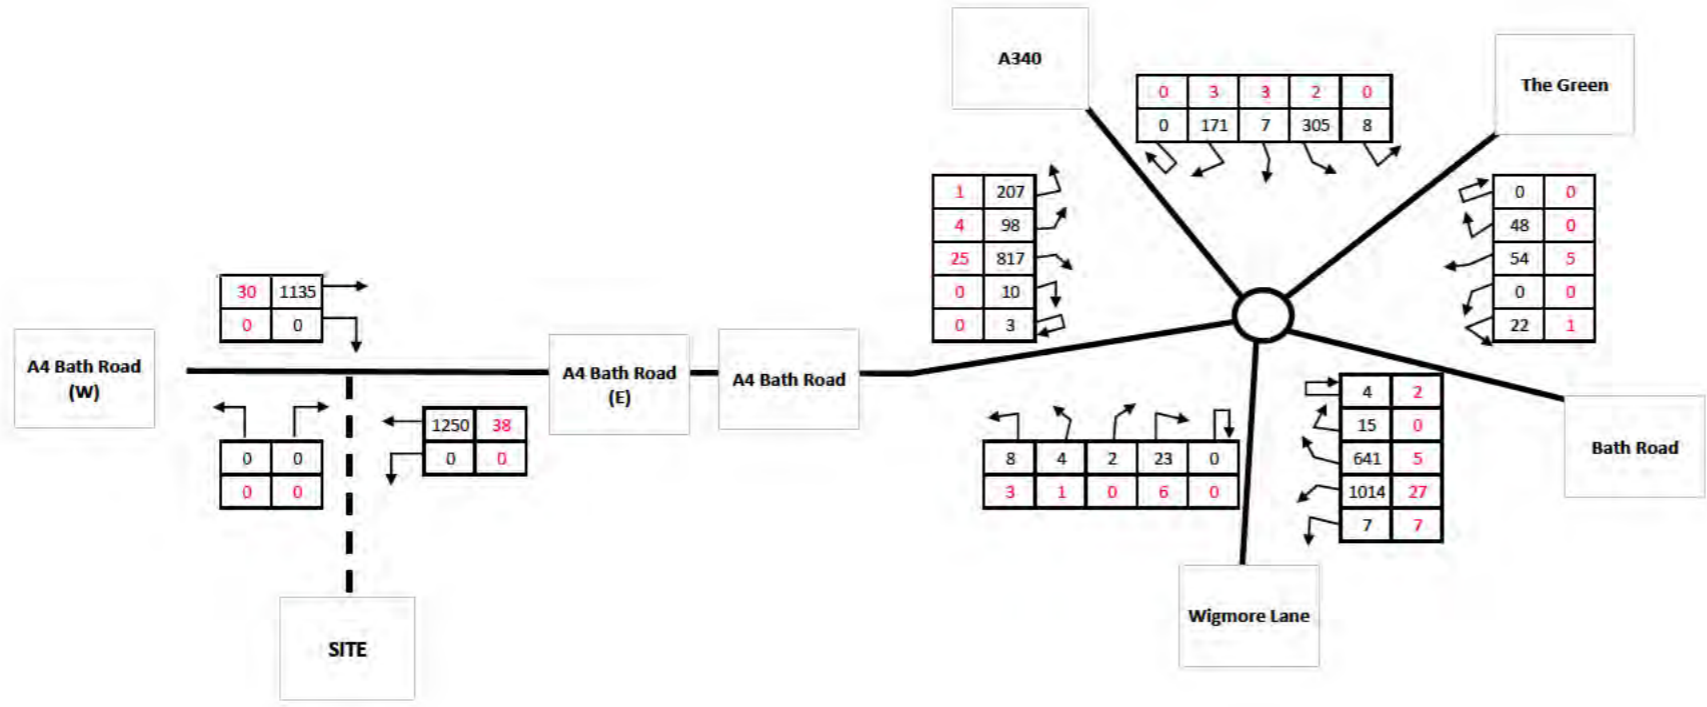 A340
The Green
0 3 3 2 0
0 171 7 305 8
1 207
4 98
25 817
0 10
0 3
0 0
48 0
54 5
0 0
22 1
30 1135
0 0
A4 Bath Road
(W)
A4 Bath Road
(E)
A4 Bath Road
1250 38
0 0
0 0
0 0
8 4 2 23 0
3 1 0 6 0
4 2
15 0
641 5
1014 27
7 7
Bath Road
Wigmore Lane
SITE